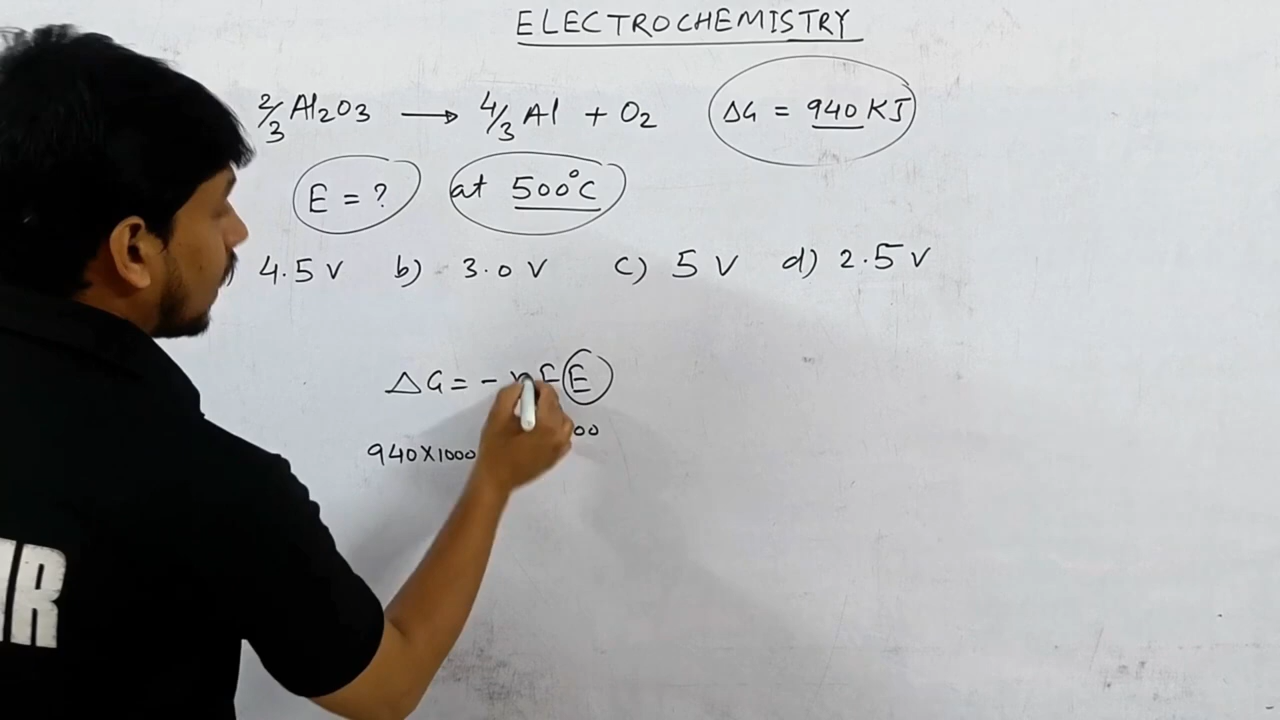 ELECTROCHEMISTRY
2/3 Al2O3 → 4/3 Al + O2 ΔG = 940 KJ
E = ? at 500°C
4.5 V b) 3.0 V c) 5 V d) 2.5 V
ΔG = - n F E
00
940X1000